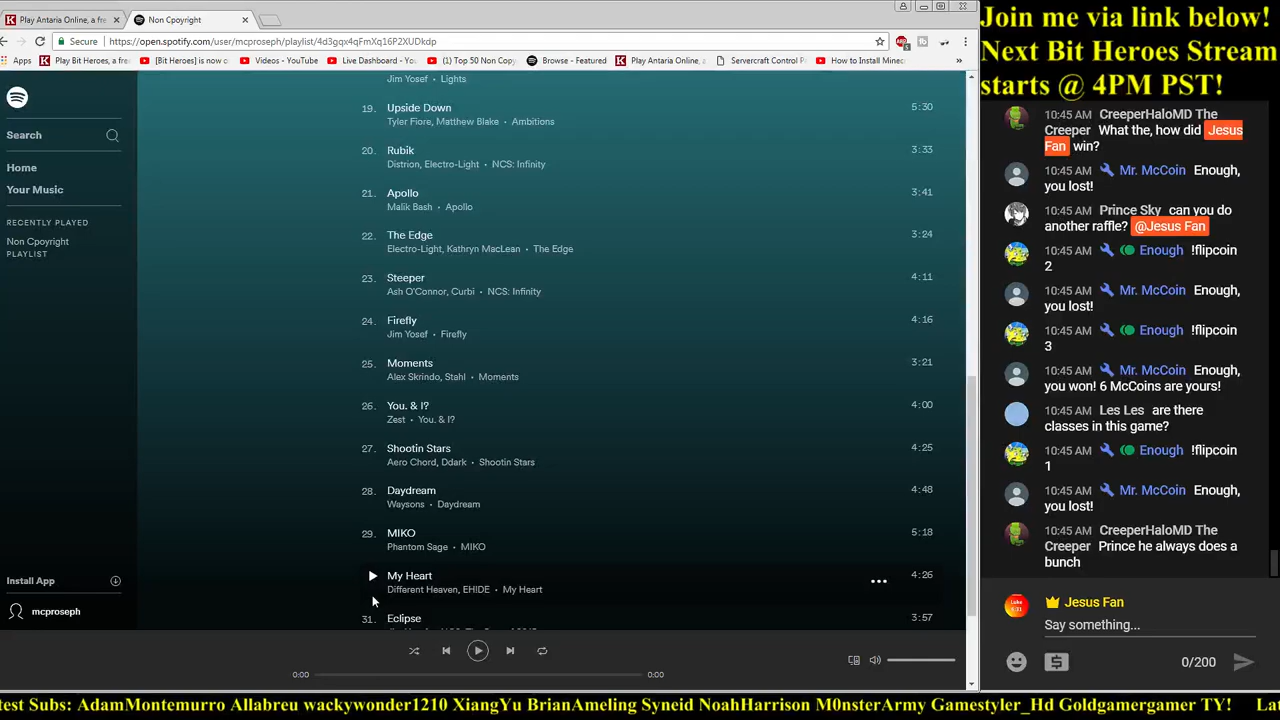 Play Antaria Online, a fre
Non Cpoyright
Secure
https://open.spotify.com/user/mcproseph/playlist/4d3gqx4qFmXq16P2XUDkdp
Apps
Play Bit Heroes, a free
[Bit Heroes] is now o
Videos - YouTube
Live Dashboard - You
(1) Top 50 Non Copy
Browse - Featured
Play Antaria Online, a
Servercraft Control P
How to Install Minec
»
Search
Home
Your Music
RECENTLY PLAYED
Non Cpoyright
PLAYLIST
Install App
mcproseph
Jim Yosef • Lights
19. Upside Down 5:30
Tyler Fiore, Matthew Blake • Ambitions
20. Rubik 3:33
Distrion, Electro-Light • NCS: Infinity
21. Apollo 3:41
Malik Bash • Apollo
22. The Edge 3:24
Electro-Light, Kathryn MacLean • The Edge
23. Steeper 4:11
Ash O'Connor, Curbi • NCS: Infinity
24. Firefly 4:16
Jim Yosef • Firefly
25. Moments 3:21
Alex Skrindo, Stahl • Moments
26. You. & I? 4:00
Zest • You. & I?
27. Shootin Stars 4:25
Aero Chord, Ddark • Shootin Stars
28. Daydream 4:48
Waysons • Daydream
29. MIKO 5:18
Phantom Sage • MIKO
My Heart 4:26
Different Heaven, EH!DE • My Heart
31. Eclipse 3:57
0:00
0:00
Join me via link below!
Next Bit Heroes Stream
starts @ 4PM PST!
10:45 AM CreeperHaloMD The
Creeper What the, how did Jesus
Fan win?
10:45 AM Mr. McCoin Enough,
you lost!
10:45 AM Prince Sky can you do
another raffle? @Jesus Fan
10:45 AM Enough !flipcoin
2
10:45 AM Mr. McCoin Enough,
you lost!
10:45 AM Enough !flipcoin
3
10:45 AM Mr. McCoin Enough,
you won! 6 McCoins are yours!
10:45 AM Les Les are there
classes in this game?
10:45 AM Enough !flipcoin
1
10:45 AM Mr. McCoin Enough,
you lost!
10:45 AM CreeperHaloMD The
Creeper Prince he always does a
bunch
Jesus Fan
Say something...
0/200
test Subs: AdamMontemurro Allabreu wackywonder1210 XiangYu BrianAmeling Syneid NoahHarrison M0nsterArmy Gamestyler_Hd Goldgamergamer TY! La